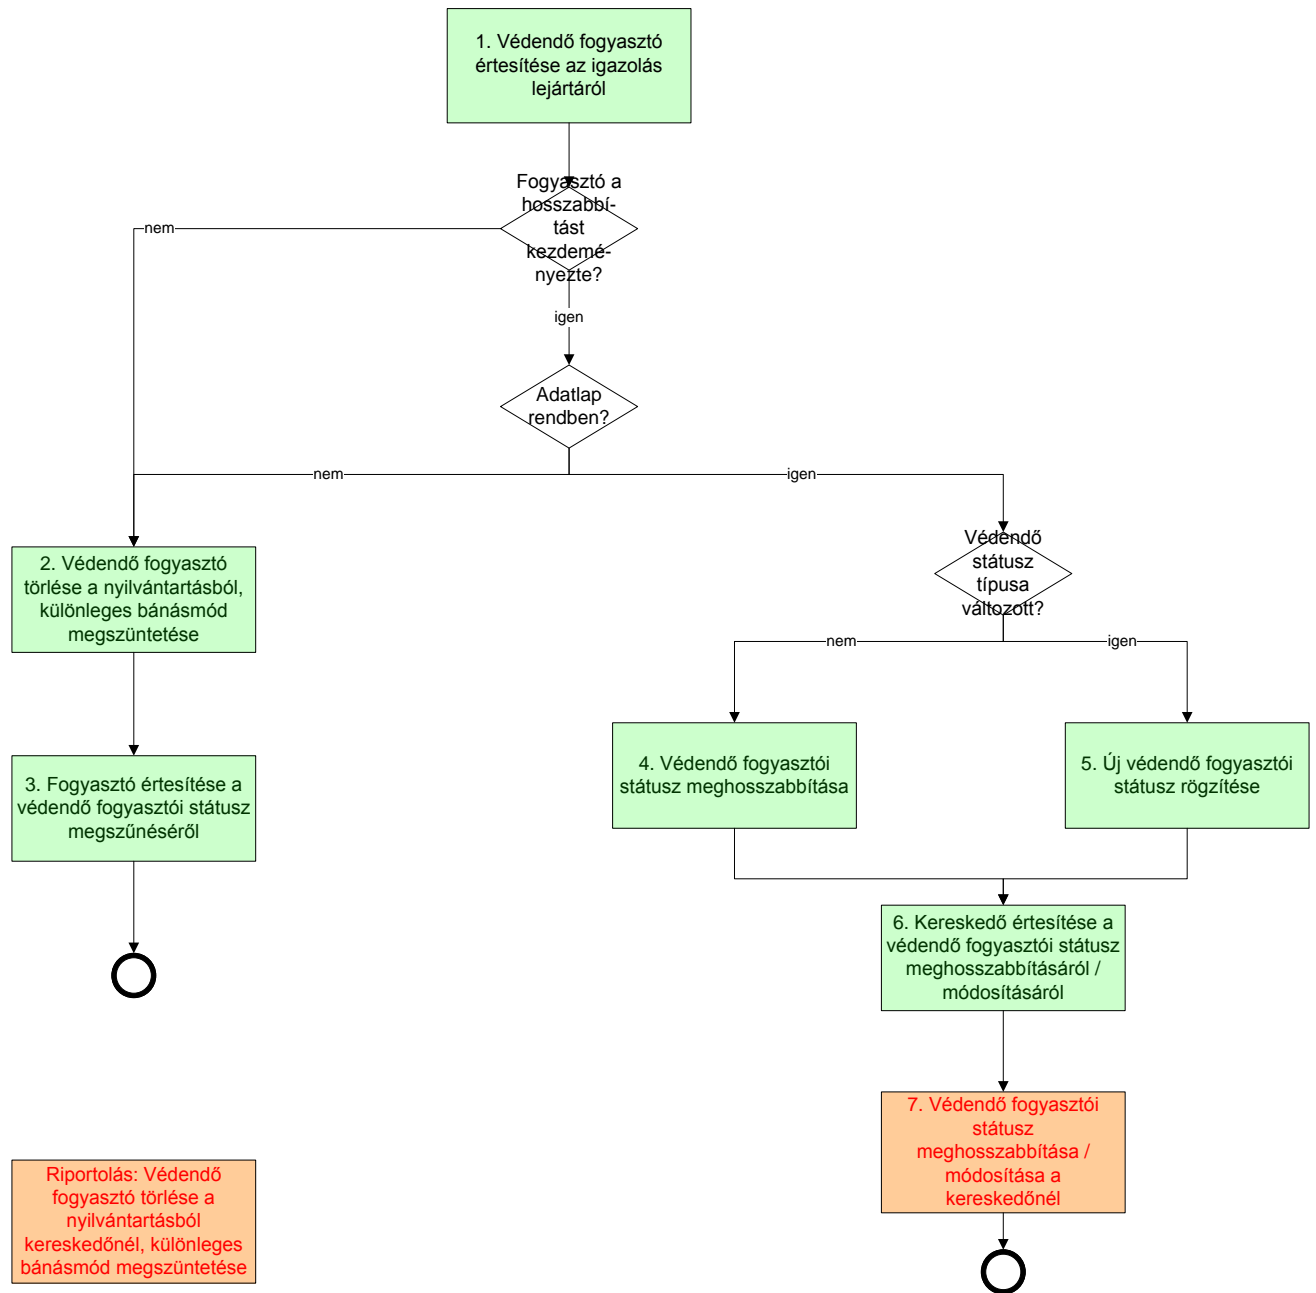 1. Védendő fogyasztó
értesítése az igazolás
lejártáról
Fogyasztó a
hosszabbí-
tást
kezdemé-
nyezte?
nem
igen
Adatlap
rendben?
nem
igen
Védendő
státusz
típusa
változott?
2. Védendő fogyasztó
törlése a nyilvántartásból,
különleges bánásmód
megszüntetése
nem
igen
3. Fogyasztó értesítése a
védendő fogyasztói státusz
megszűnéséről
4. Védendő fogyasztói
státusz meghosszabbítása
5. Új védendő fogyasztói
státusz rögzítése
6. Kereskedő értesítése a
védendő fogyasztói státusz
meghosszabbításáról /
módosításáról
7. Védendő fogyasztói
státusz
meghosszabbítása /
módosítása a
kereskedőnél
Riportolás: Védendő
fogyasztó törlése a
nyilvántartásból
kereskedőnél, különleges
bánásmód megszüntetése